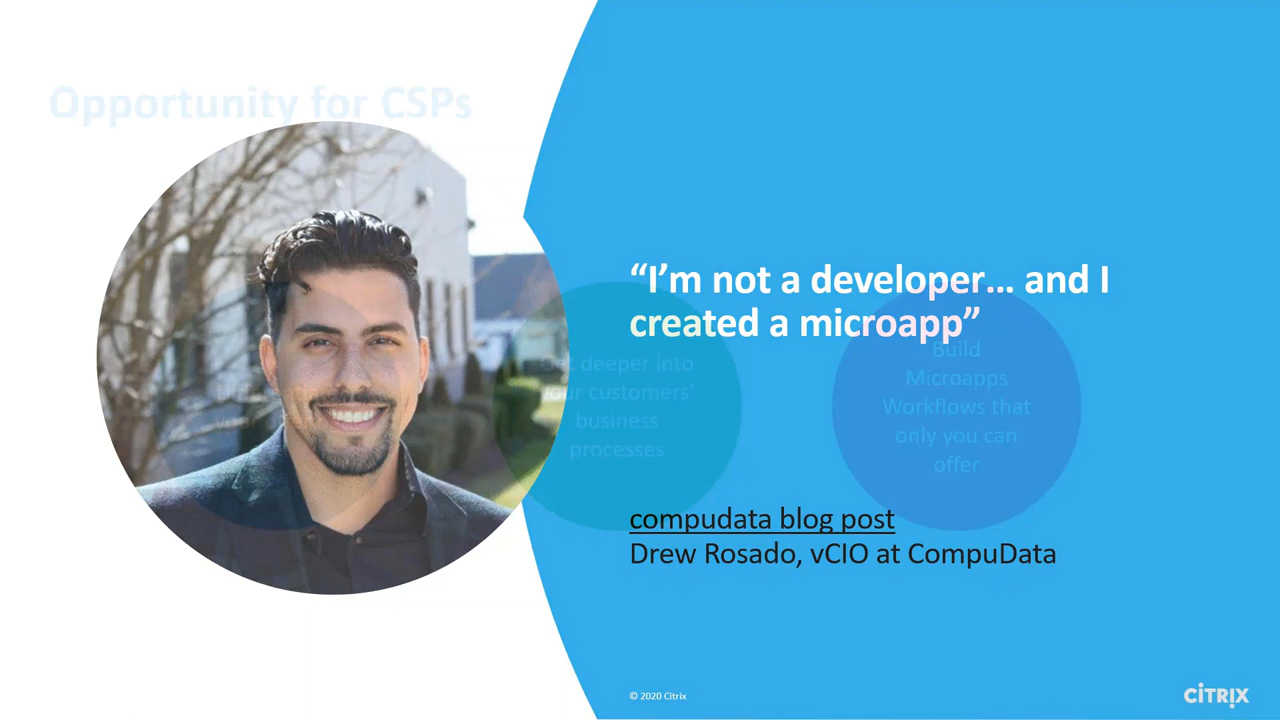 Opportunity for CSPs
“I’m not a developer... and I
created a microapp”
Get deeper into
your customers'
business
processes
Build
Microapps
Workflows that
only you can
offer
compudata blog post
Drew Rosado, vCIO at CompuData
© 2020 Citrix
CITRIX